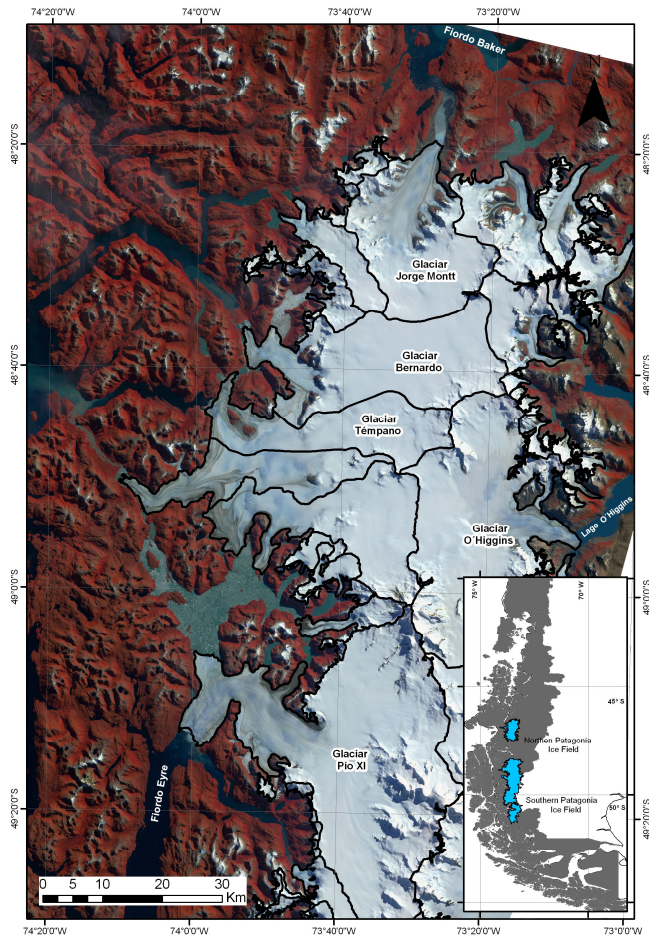 74°20'0"W
74°0'0"W
73°40'0"W
73°20'0"W
Fiordo Baker
N
48°20'0"S
48°20'0"S
Glaciar
Jorge Montt
48°40'0"S
48°40'0"S
Glaciar
Bernardo
Glaciar
Témpano
Lago O´Higgins
Glaciar
O´Higgins
49°0'0"S
49°0'0"S
75° W
70° W
45° S
Northen Patagonia
Ice Field
Glaciar
Pio XI
Fiordo Eyre
Southern Patagonia
Ice Field
50° S
49°20'0"S
49°20'0"S
0 5 10 20 30
Km
74°20'0"W
74°0'0"W
73°40'0"W
73°20'0"W
73°0'0"W